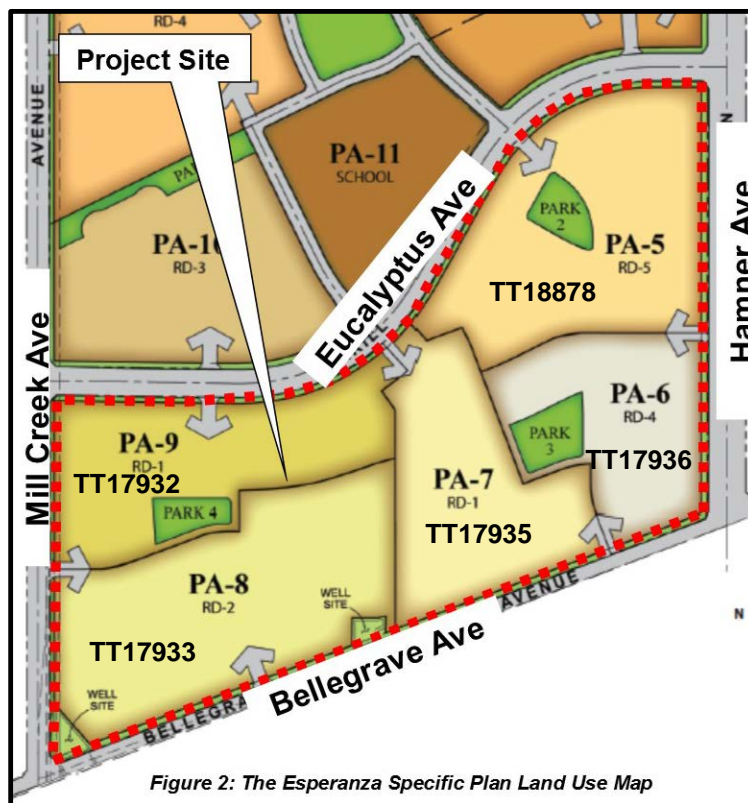 RD-4
Project Site
AVENUE
PA-11
SCHOOL
PARK
2
PA-5
RD-5
TT18878
RD-3
Eucalyptus Ave
Hamner Ave
N
Mill Creek Ave
PA-9
RD-1
TT17932
PARK 4
PA-7
RD-1
TT17935
PARK
3
PA-6
RD-4
TT17936
PA-8
RD-2
TT17933
WELL
SITE
WELL
SITE
AVENUE
Bellegrave Ave
N
Figure 2: The Esperanza Specific Plan Land Use Map